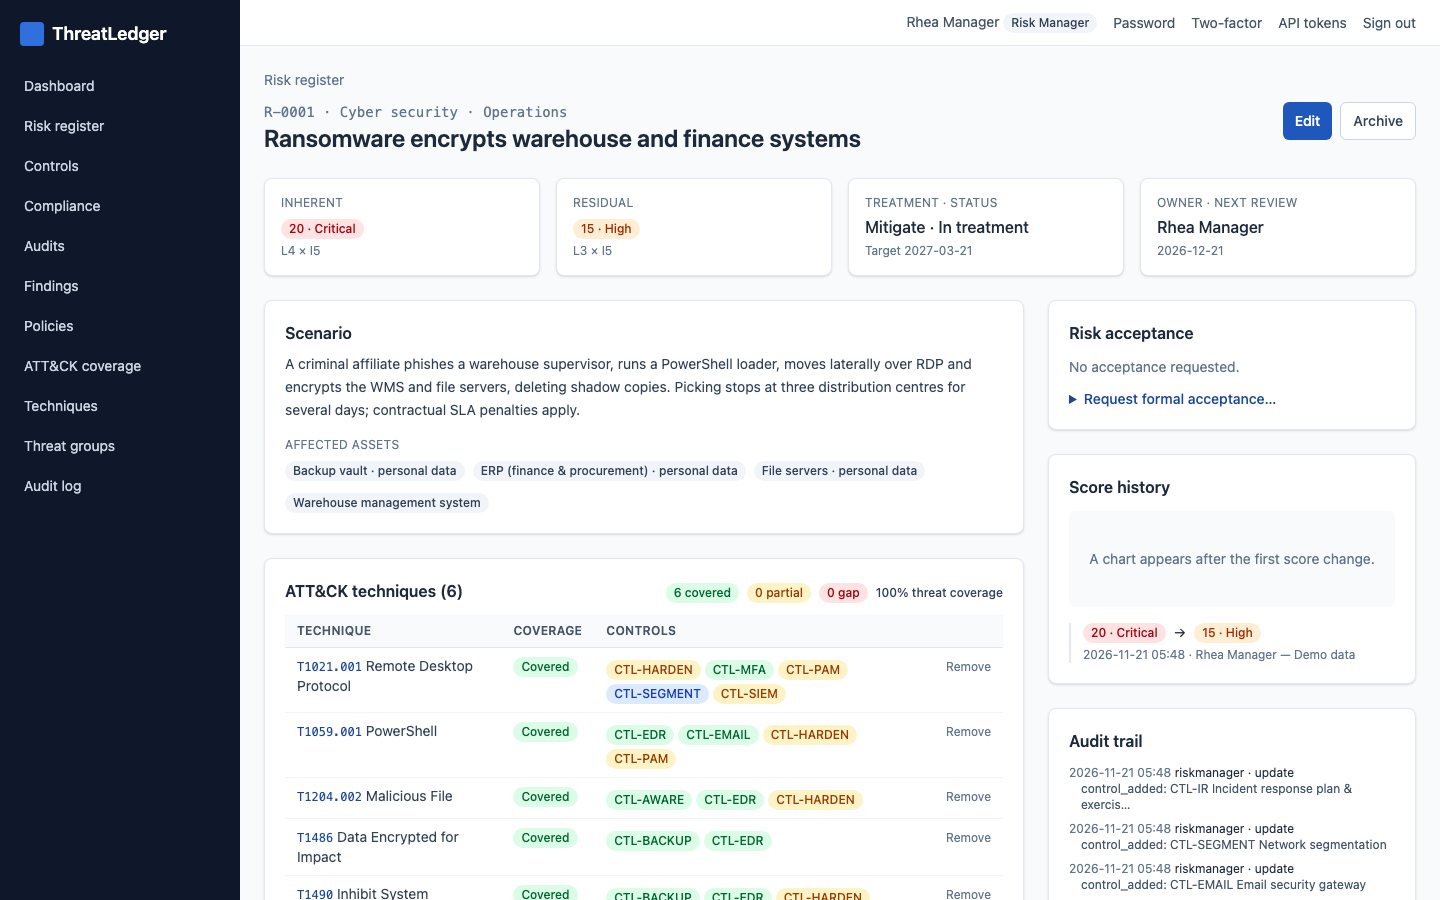 ThreatLedger
Dashboard
Risk register
Controls
Compliance
Audits
Findings
Policies
ATT&CK coverage
Techniques
Threat groups
Audit log
Rhea Manager Risk Manager Password Two-factor API tokens Sign out
Risk register
R-0001 · Cyber security · Operations
Ransomware encrypts warehouse and finance systems
Edit Archive
INHERENT
20 · Critical
L4 × I5
RESIDUAL
15 · High
L3 × I5
TREATMENT · STATUS
Mitigate · In treatment
Target 2027-03-21
OWNER · NEXT REVIEW
Rhea Manager
2026-12-21
Scenario
A criminal affiliate phishes a warehouse supervisor, runs a PowerShell loader, moves laterally over RDP and
encrypts the WMS and file servers, deleting shadow copies. Picking stops at three distribution centres for
several days; contractual SLA penalties apply.
AFFECTED ASSETS
Backup vault · personal data ERP (finance & procurement) · personal data File servers · personal data
Warehouse management system
ATT&CK techniques (6) 6 covered 0 partial 0 gap 100% threat coverage
TECHNIQUE COVERAGE CONTROLS
T1021.001 Remote Desktop Protocol Covered CTL-HARDEN CTL-MFA CTL-PAM CTL-SEGMENT CTL-SIEM Remove
T1059.001 PowerShell Covered CTL-EDR CTL-EMAIL CTL-HARDEN CTL-PAM Remove
T1204.002 Malicious File Covered CTL-AWARE CTL-EDR CTL-HARDEN Remove
T1486 Data Encrypted for Impact Covered CTL-BACKUP CTL-EDR Remove
T1490 Inhibit System Covered CTL-BACKUP CTL-EDR CTL-HARDEN Remove
Risk acceptance
No acceptance requested.
Request formal acceptance...
Score history
A chart appears after the first score change.
20 · Critical → 15 · High
2026-11-21 05:48 · Rhea Manager — Demo data
Audit trail
2026-11-21 05:48 riskmanager · update
control_added: CTL-IR Incident response plan &
exercis...
2026-11-21 05:48 riskmanager · update
control_added: CTL-SEGMENT Network segmentation
2026-11-21 05:48 riskmanager · update
control_added: CTL-EMAIL Email security gateway